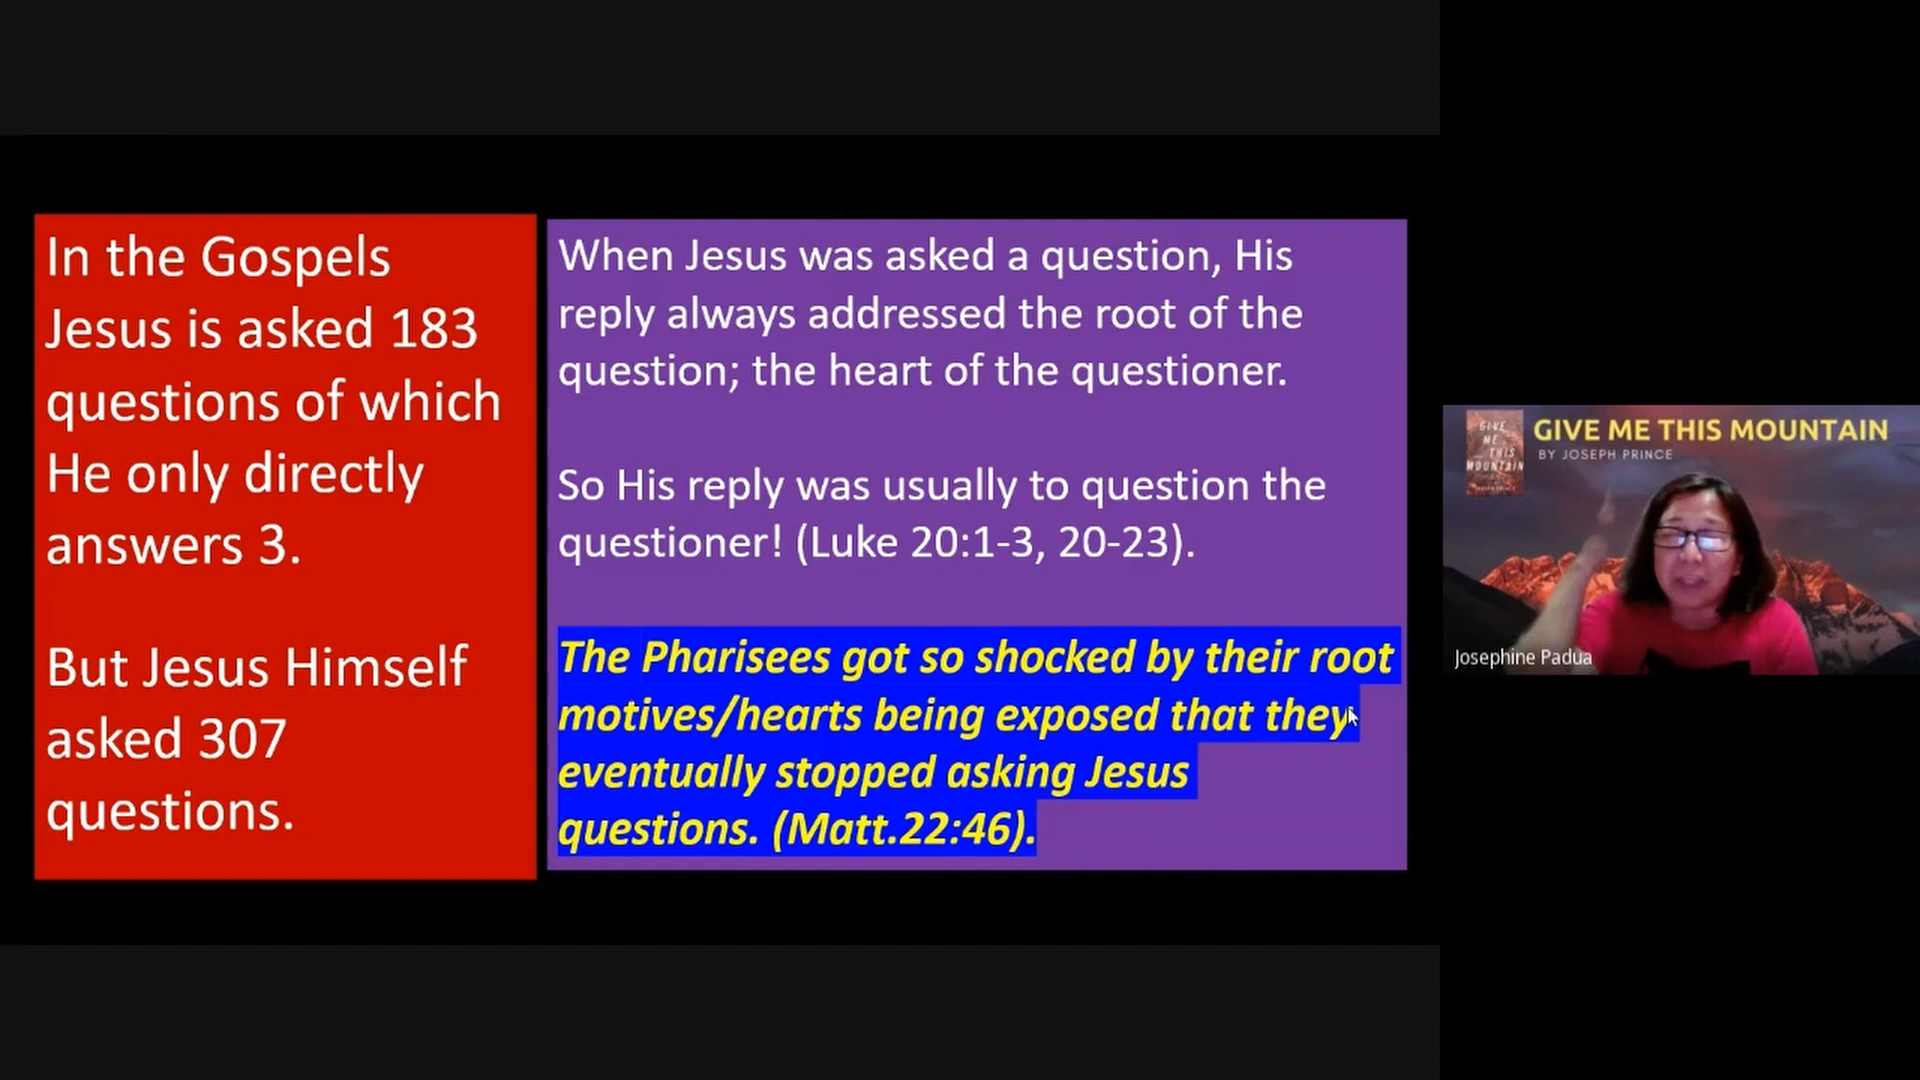 In the Gospels
Jesus is asked 183
questions of which
He only directly
answers 3.
But Jesus Himself
asked 307
questions.
When Jesus was asked a question, His
reply always addressed the root of the
question; the heart of the questioner.
So His reply was usually to question the
questioner! (Luke 20:1-3, 20-23).
The Pharisees got so shocked by their root
motives/hearts being exposed that they
eventually stopped asking Jesus
questions. (Matt.22:46).
GIVE
ME
THIS
MOUNTAIN
GIVE ME THIS MOUNTAIN
BY JOSEPH PRINCE
Josephine Padua